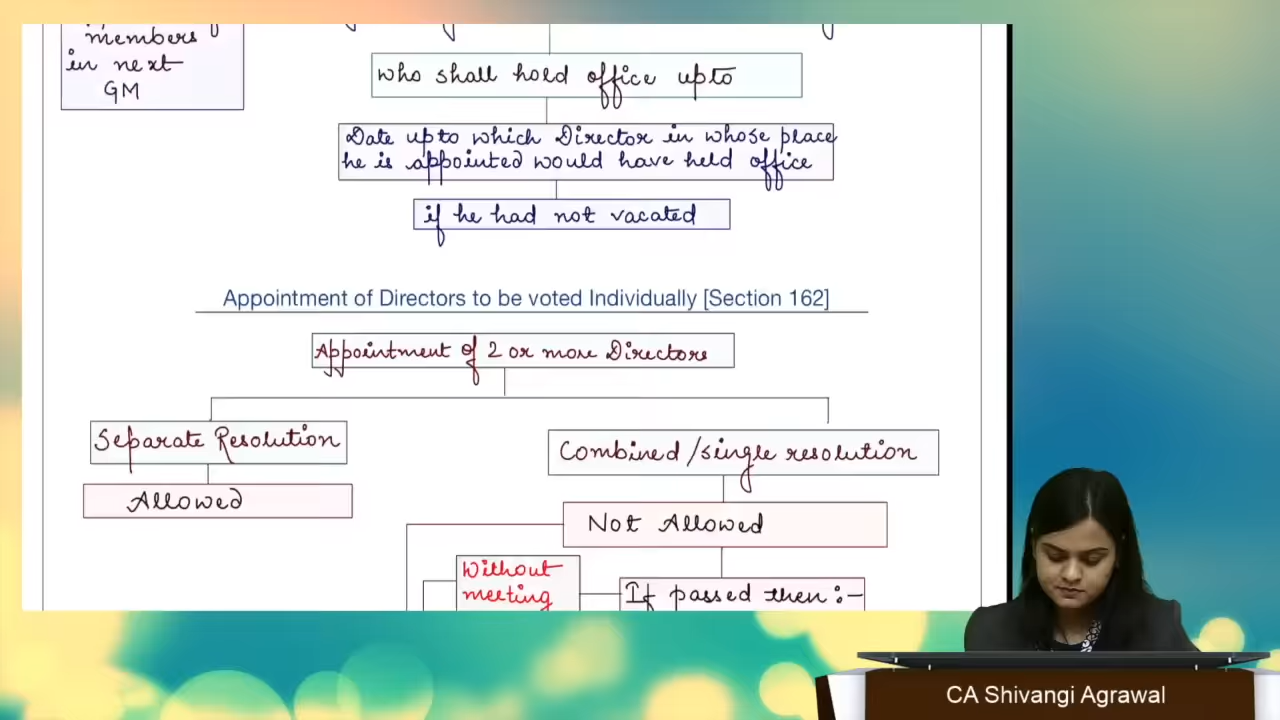 members
in next
GM
who shall hold office upto
Date upto which Director in whose place
he is appointed would have held office
if he had not vacated
Appointment of Directors to be voted Individually [Section 162]
Appointment of 2 or more Directors
Separate Resolution
Combined/single resolution
Allowed
Not Allowed
Without
meeting
If passed then:-
CA Shivangi Agrawal